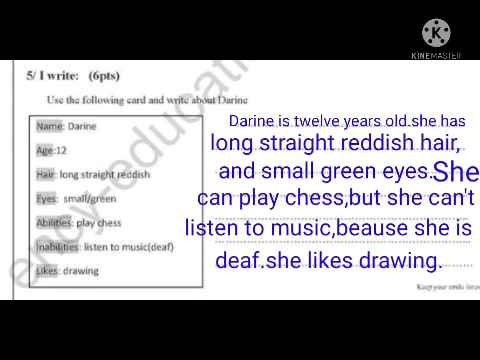 KINEMASTER
5/ I write: (6pts)
Use the following card and write about Darine
Name: Darine
Age:12
Hair: long straight reddish
Eyes: small/green
Abilities: play chess
Inabilities: listen to music(deaf)
Likes: drawing
Darine is twelve years old.she has
long straight reddish hair,
and small green eyes.She
can play chess,but she can't
listen to music,beause she is
deaf.she likes drawing.
Keep your smile
ency-educati